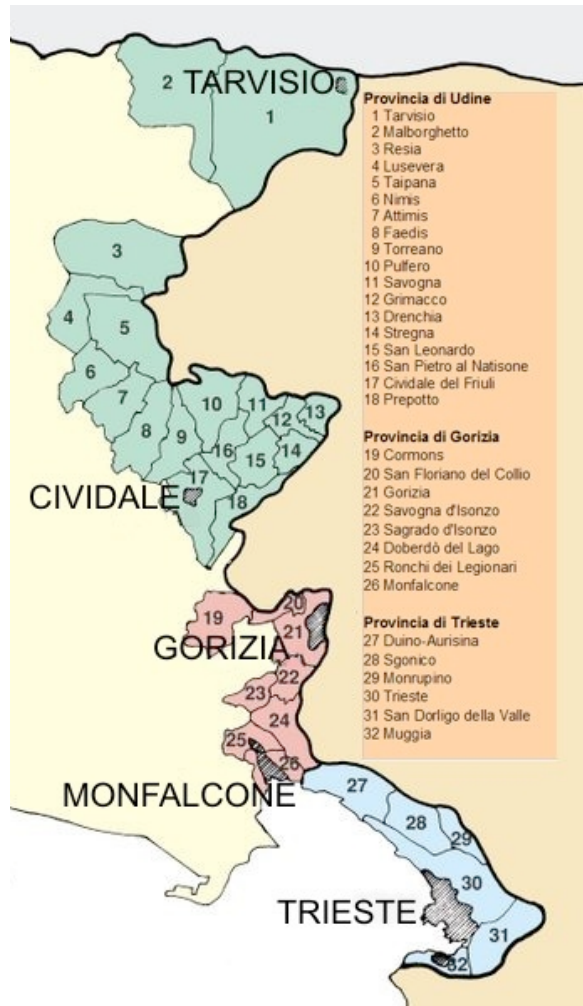 TARVISIO
2
1
3
4
5
6
7
8
9
10
11
12
13
14
15
16
17
18
CIVIDALE
19
20
21
GORIZIA
22
23
24
25
26
MONFALCONE
27
28
29
30
TRIESTE
31
32
Provincia di Udine
1 Tarvisio
2 Malborghetto
3 Resia
4 Lusevera
5 Taipana
6 Nimis
7 Attimis
8 Faedis
9 Torreano
10 Pulfero
11 Savogna
12 Grimacco
13 Drenchia
14 Stregna
15 San Leonardo
16 San Pietro al Natisone
17 Cividale del Friuli
18 Prepotto
Provincia di Gorizia
19 Cormons
20 San Floriano del Collio
21 Gorizia
22 Savogna d'Isonzo
23 Sagrado d'Isonzo
24 Doberdò del Lago
25 Ronchi dei Legionari
26 Monfalcone
Provincia di Trieste
27 Duino-Aurisina
28 Sgonico
29 Monrupino
30 Trieste
31 San Dorligo della Valle
32 Muggia